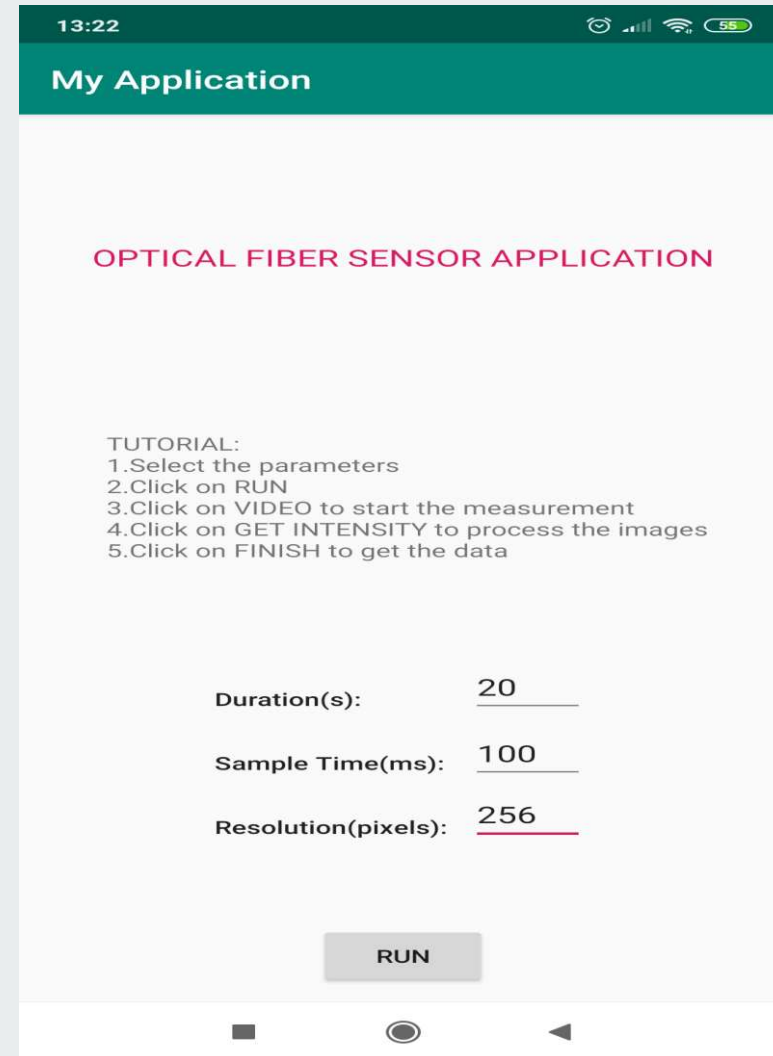 13:22
55
My Application
OPTICAL FIBER SENSOR APPLICATION
TUTORIAL:
1.Select the parameters
2.Click on RUN
3.Click on VIDEO to start the measurement
4.Click on GET INTENSITY to process the images
5.Click on FINISH to get the data
Duration(s): 20
Sample Time(ms): 100
Resolution(pixels): 256
RUN